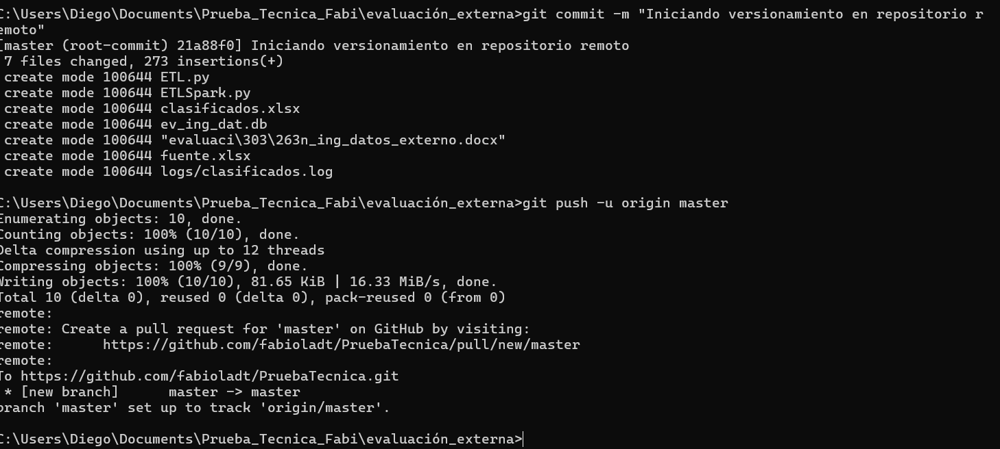 C:\Users\Diego\Documents\Prueba_Tecnica_Fabi\evaluación_externa>git commit -m "Iniciando versionamiento en repositorio r
emoto"
[master (root-commit) 21a88f0] Iniciando versionamiento en repositorio remoto
 7 files changed, 273 insertions(+)
 create mode 100644 ETL.py
 create mode 100644 ETLSpark.py
 create mode 100644 clasificados.xlsx
 create mode 100644 ev_ing_dat.db
 create mode 100644 "evaluaci\303\263n_ing_datos_externo.docx"
 create mode 100644 fuente.xlsx
 create mode 100644 logs/clasificados.log

C:\Users\Diego\Documents\Prueba_Tecnica_Fabi\evaluación_externa>git push -u origin master
Enumerating objects: 10, done.
Counting objects: 100% (10/10), done.
Delta compression using up to 12 threads
Compressing objects: 100% (9/9), done.
Writing objects: 100% (10/10), 81.65 KiB | 16.33 MiB/s, done.
Total 10 (delta 0), reused 0 (delta 0), pack-reused 0 (from 0)
remote:
remote: Create a pull request for 'master' on GitHub by visiting:
remote:      https://github.com/fabioladt/PruebaTecnica/pull/new/master
remote:
To https://github.com/fabioladt/PruebaTecnica.git
 * [new branch]      master -> master
branch 'master' set up to track 'origin/master'.

C:\Users\Diego\Documents\Prueba_Tecnica_Fabi\evaluación_externa>